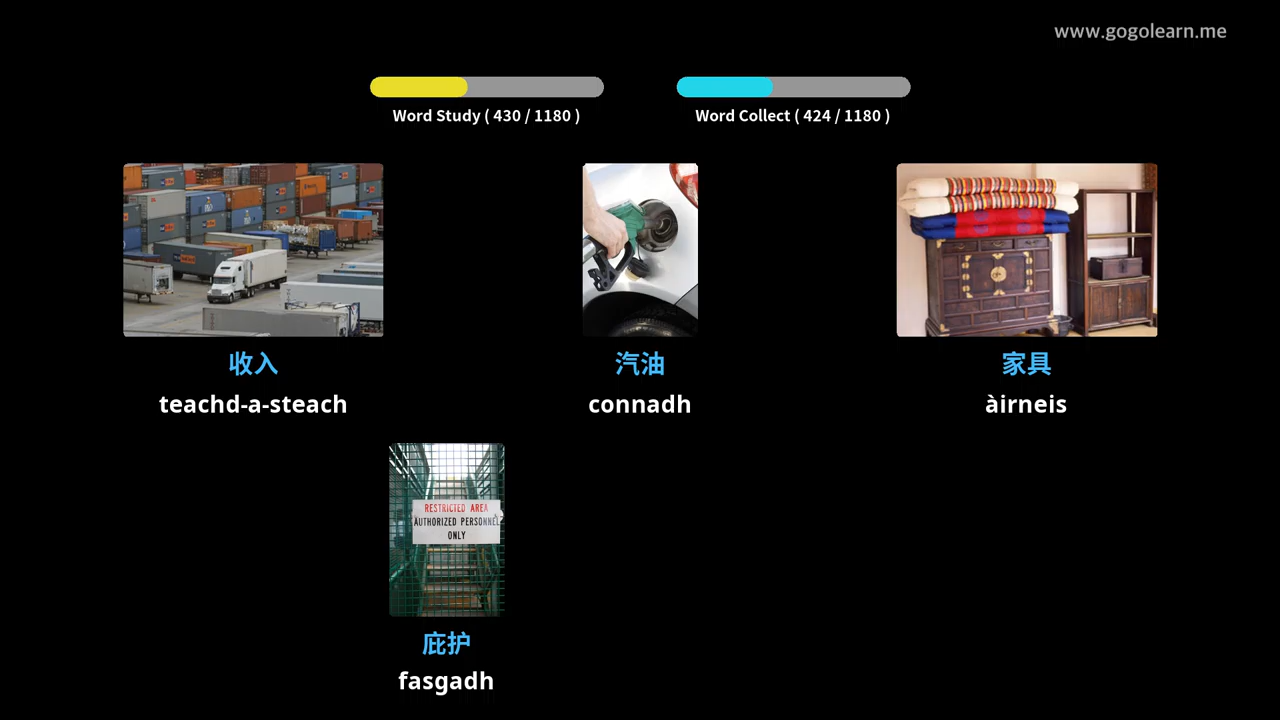 www.gogolearn.me
Word Study ( 430 / 1180 )
Word Collect ( 424 / 1180 )
收入
teachd-a-steach
汽油
connadh
家具
àirneis
RESTRICTED AREA
AUTHORIZED PERSONNEL
ONLY
庇护
fasgadh